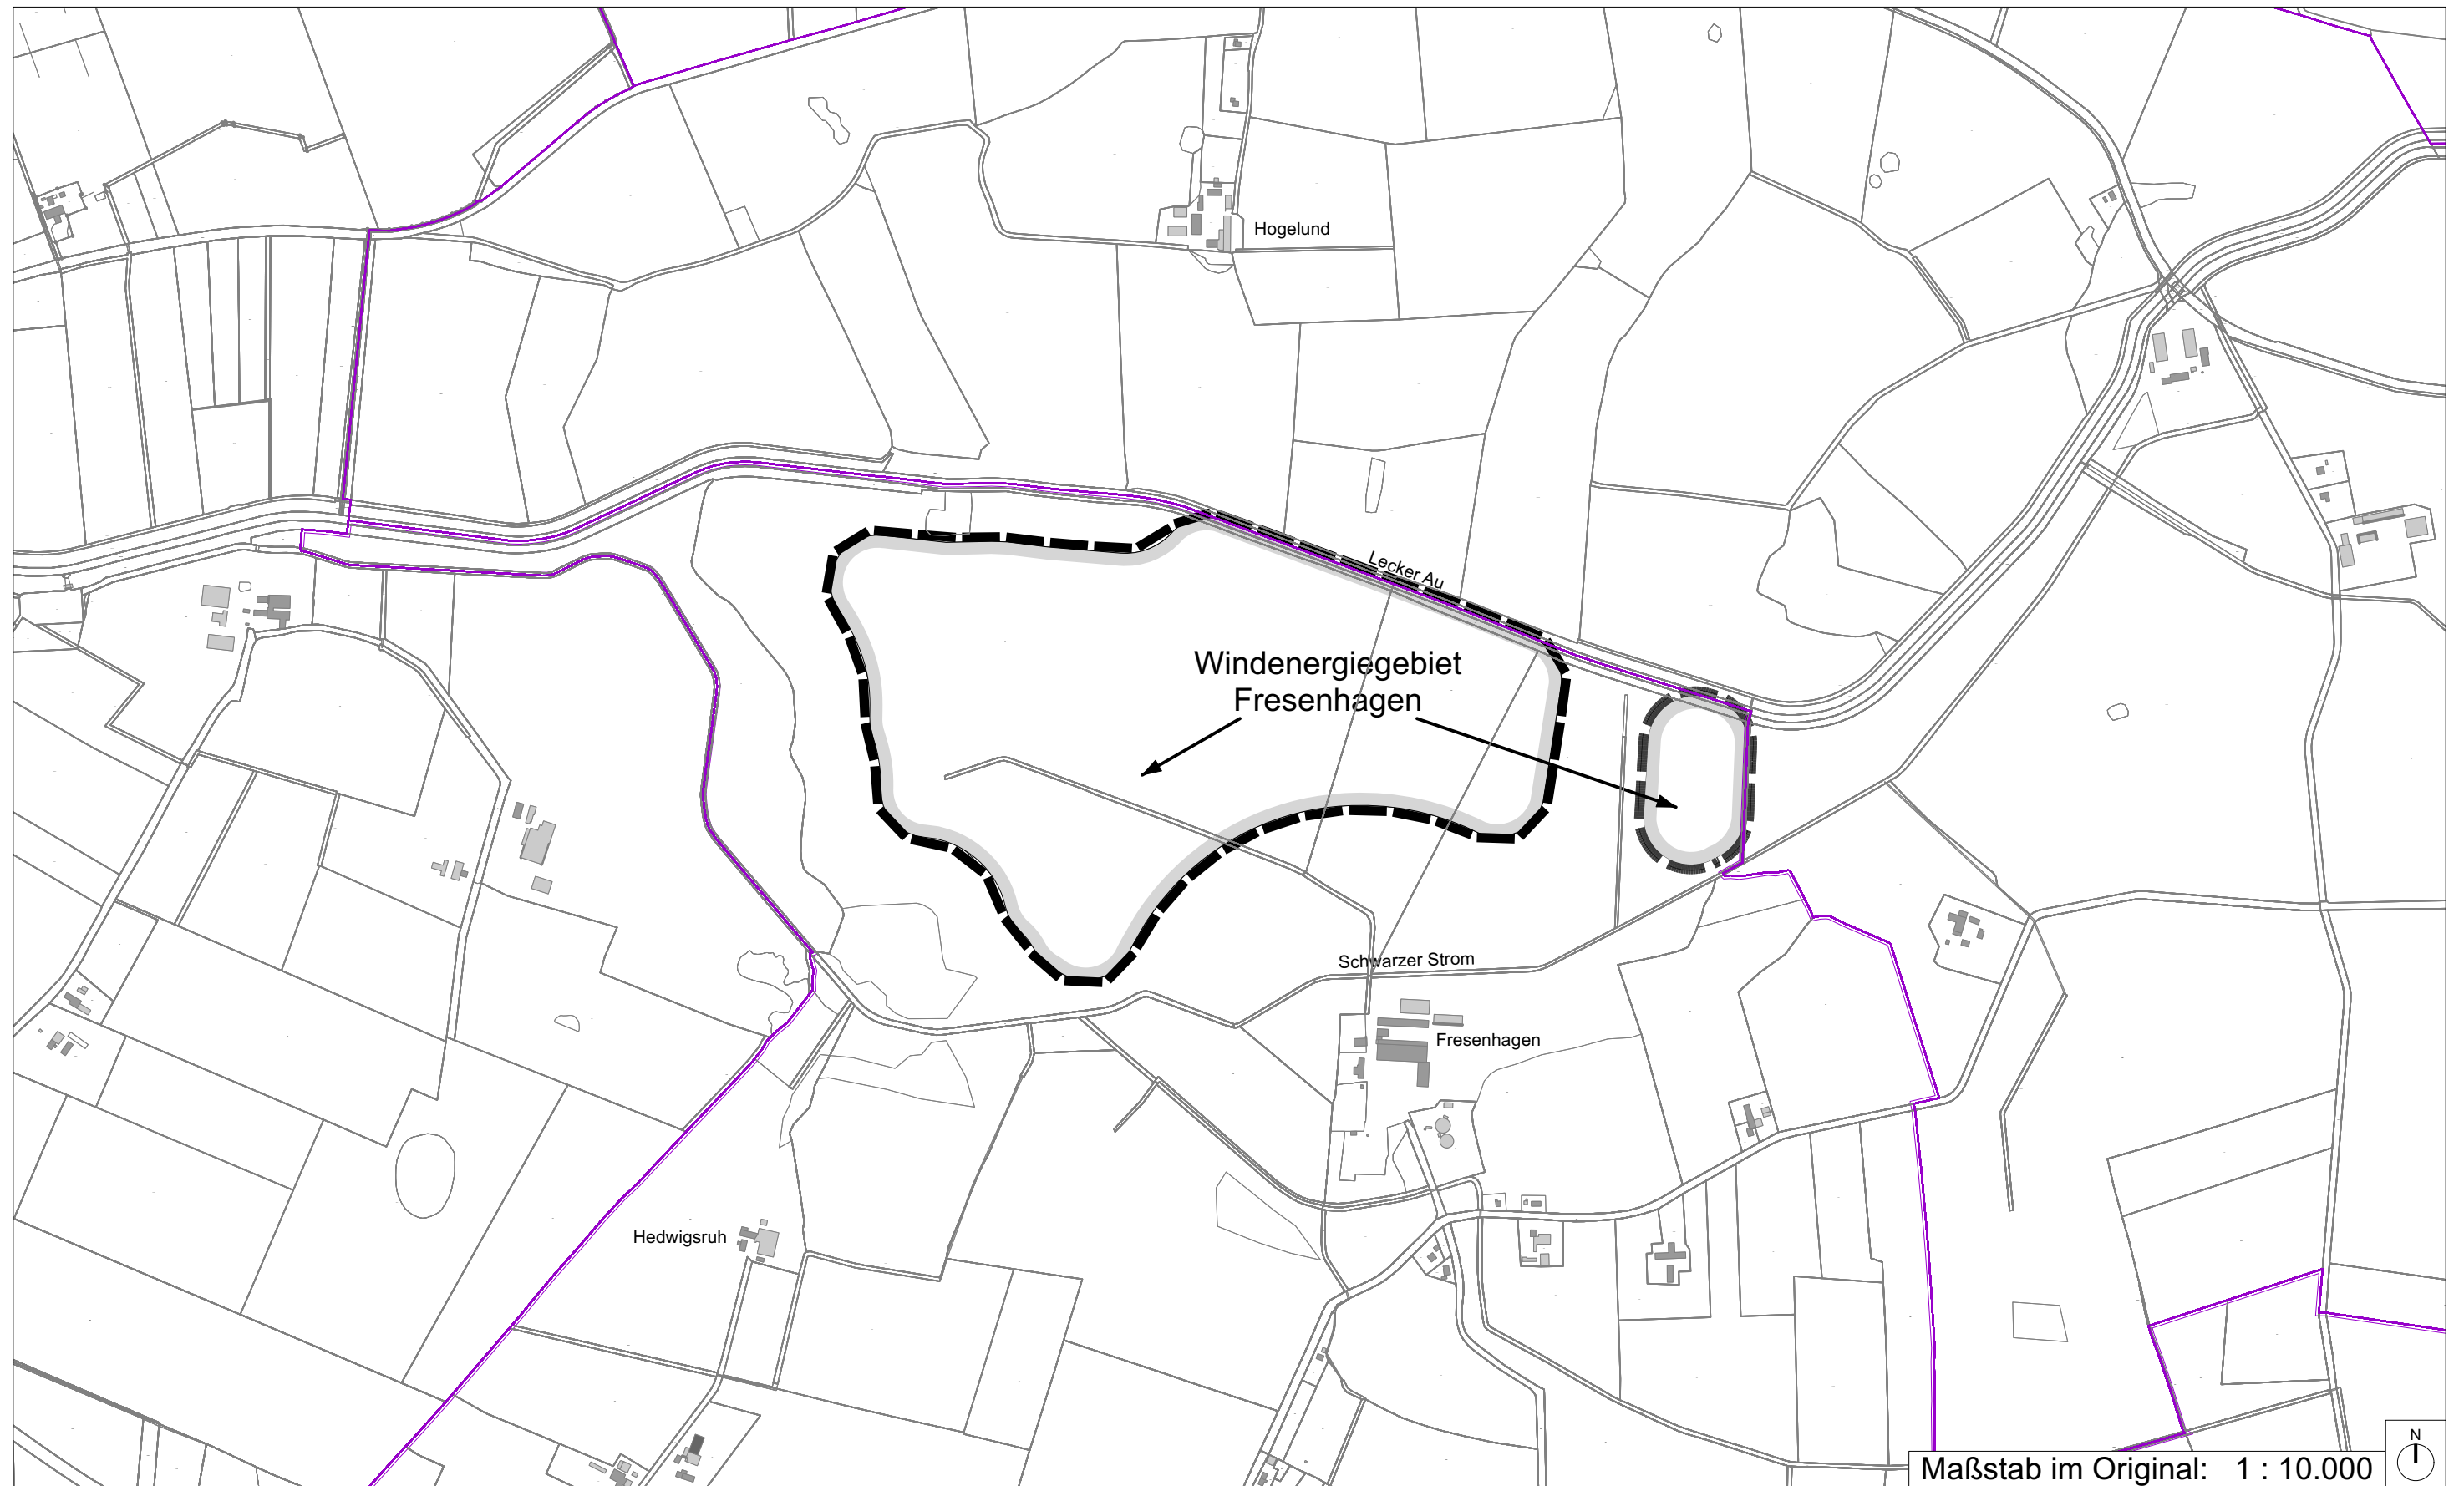 Hogelund
Lecker Au
Windenergiegebiet
Fresenhagen
Schwarzer Strom
Fresenhagen
Hedwigsruh
N
Maßstab im Original: 1 : 10.000